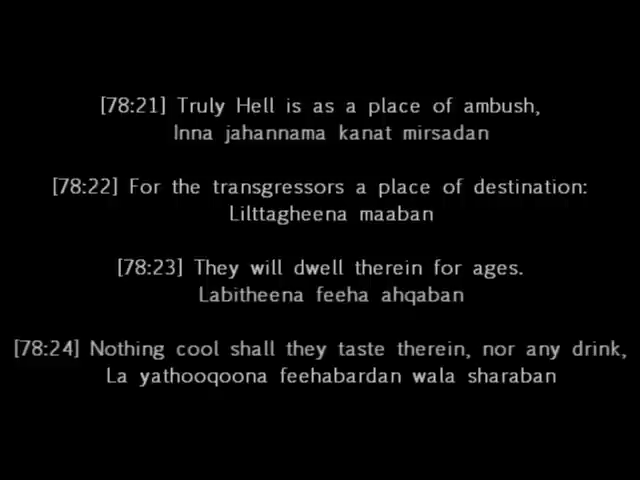 [78:21] Truly Hell is as a place of ambush,
Inna jahannama kanat mirsadan
[78:22] For the transgressors a place of destination:
Lilttagheena maaban
[78:23] They will dwell therein for ages.
Labitheena feeha ahqaban
[78:24] Nothing cool shall they taste therein, nor any drink,
La yathooqoona feehabardan wala sharaban